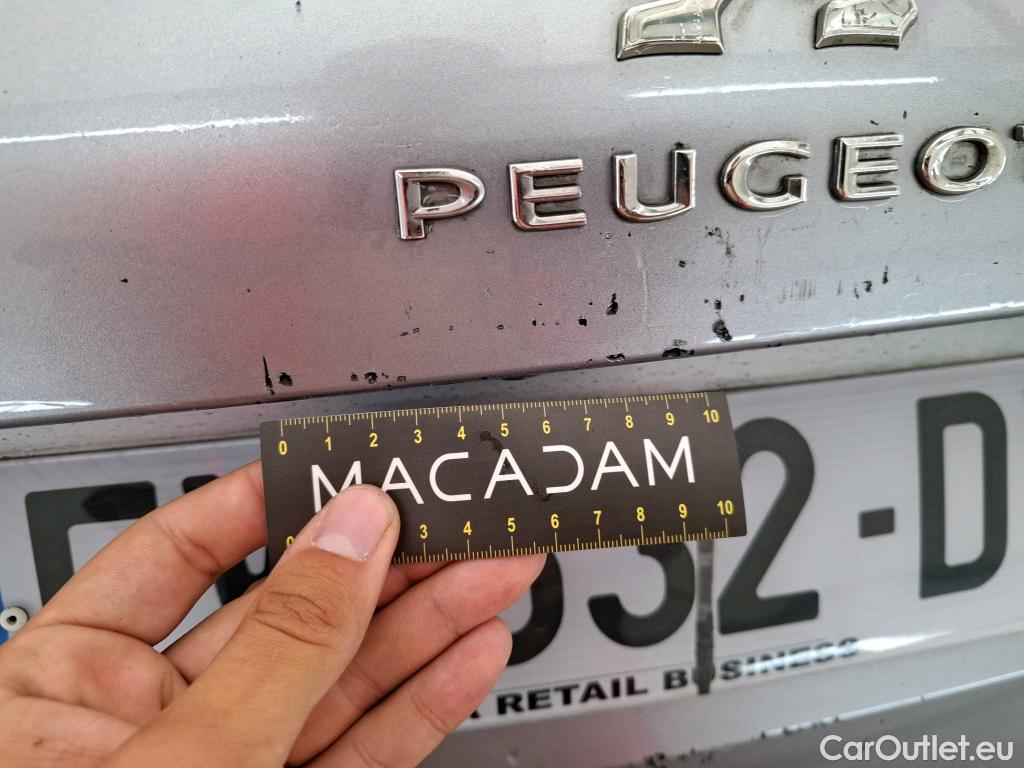 PEUGEO
0 1 2 3 4 5 6 7 8 9 10
MACADAM
3 4 5 6 7 8 9 10
32-D
RETAIL BUSINESS
CarOutlet.eu